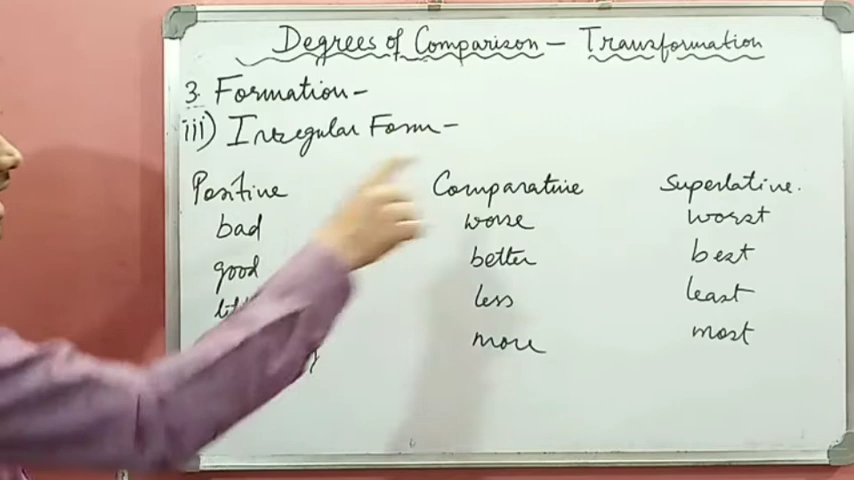 Degrees of Comparison - Transformation
3. Formation -
iii) Irregular Form -
Positive Comparative Superlative.
bad worse worst
good better best
less least
more most